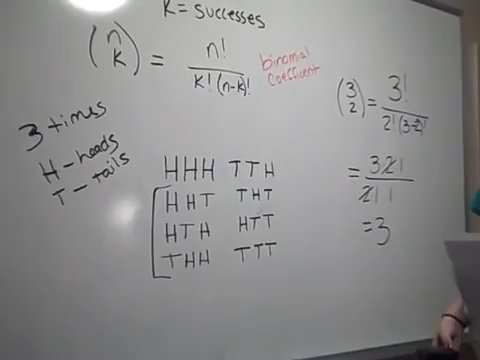 K = successes
(n k) = n! / k! (n-k)!
binomial
coefficient
3 times
H - heads
T - tails
HHH TTH
HHT THT
HTH HTT
THH TTT
(3 2) = 3! / 2! (3-2)!
= 3 2 1 / 2 1 1
= 3